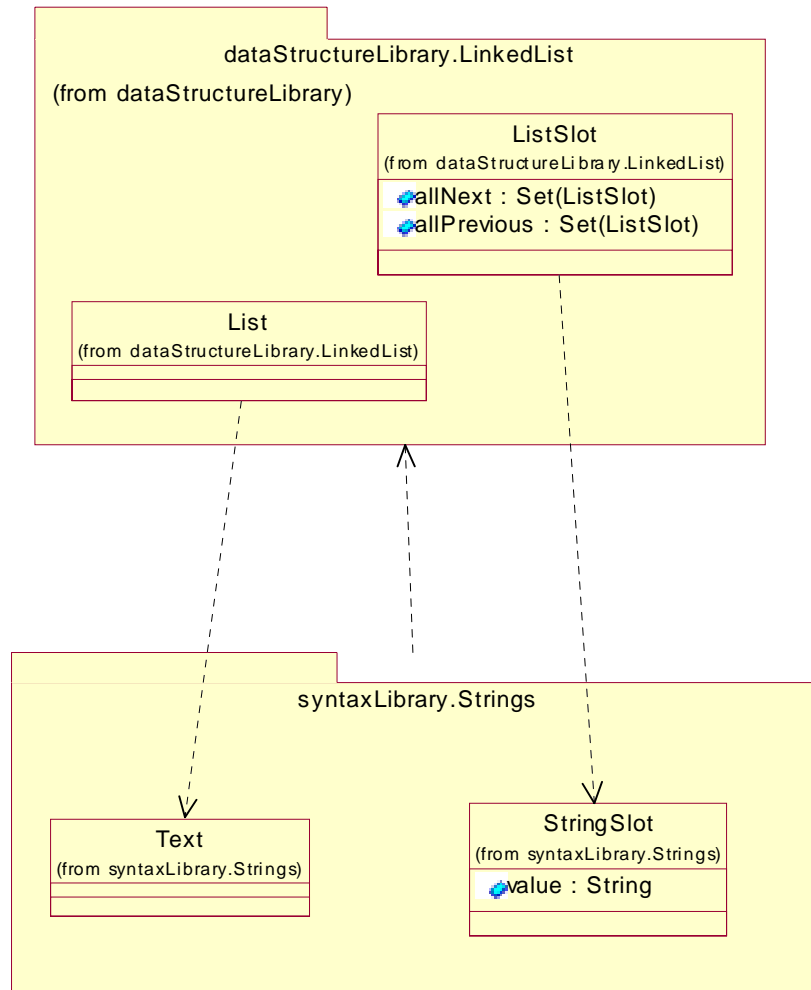 dataStructureLibrary.LinkedList
(from dataStructureLibrary)
ListSlot
(from dataStructureLibrary.LinkedList)
allNext : Set(ListSlot)
allPrevious : Set(ListSlot)
List
(from dataStructureLibrary.LinkedList)
syntaxLibrary.Strings
Text
(from syntaxLibrary.Strings)
StringSlot
(from syntaxLibrary.Strings)
value : String